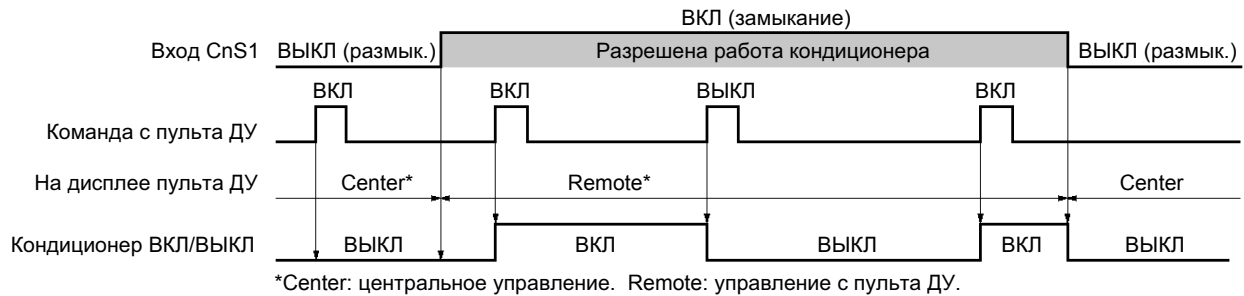 ВКЛ (замыкание)
Вход CnS1 ВЫКЛ (размык.) Разрешена работа кондиционера ВЫКЛ (размык.)
ВКЛ ВКЛ ВЫКЛ ВКЛ
Команда с пульта ДУ
На дисплее пульта ДУ Center* Remote* Center
Кондиционер ВКЛ/ВЫКЛ ВЫКЛ ВКЛ ВЫКЛ ВКЛ ВЫКЛ
*Center: центральное управление. Remote: управление с пульта ДУ.